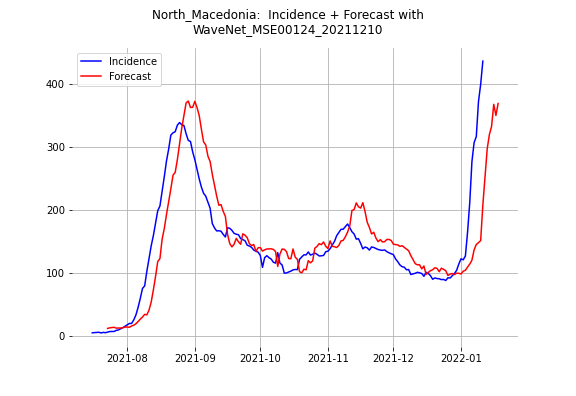 North_Macedonia:  Incidence + Forecast with
WaveNet_MSE00124_20211210
Incidence
Forecast
400
300
200
100
0
2021-08
2021-09
2021-10
2021-11
2021-12
2022-01